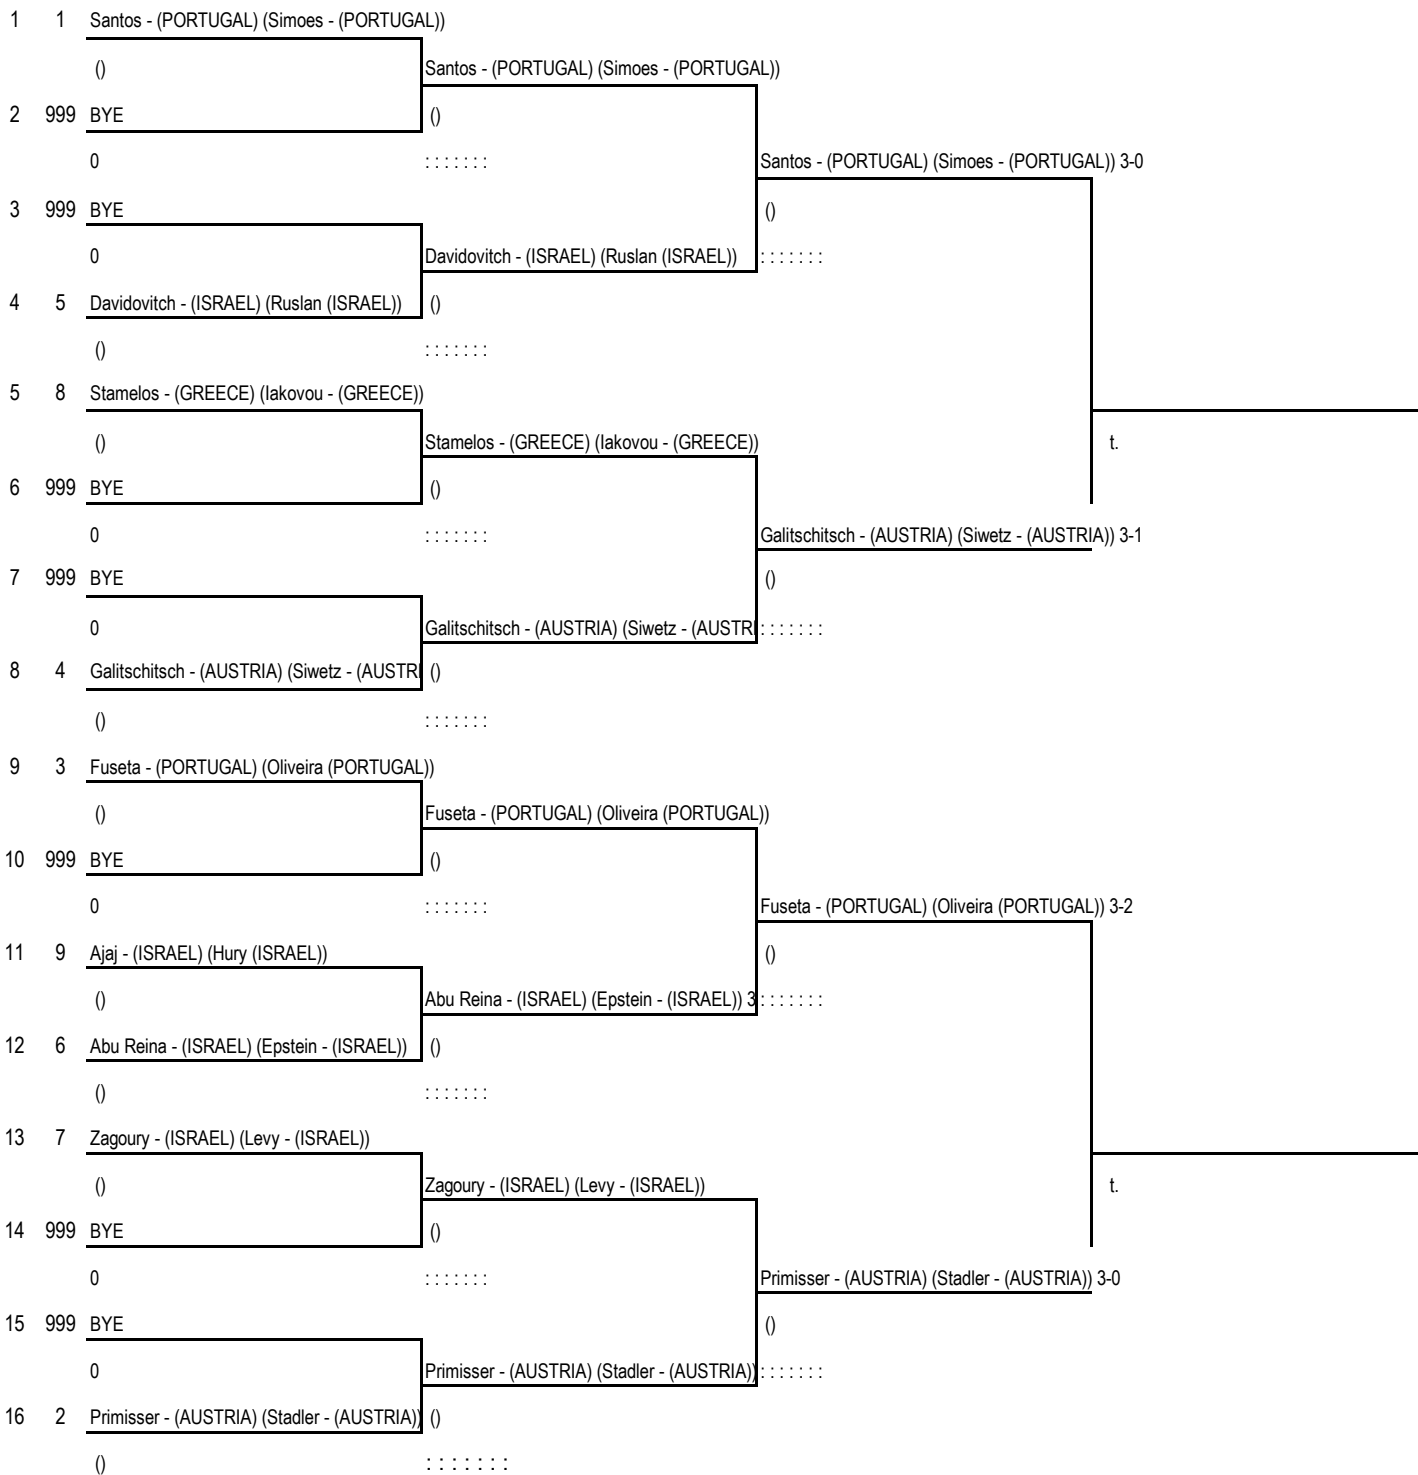 1 1 Santos - (PORTUGAL) (Simoes - (PORTUGAL))
() Santos - (PORTUGAL) (Simoes - (PORTUGAL))
2 999 BYE ()
0 : : : : : : : Santos - (PORTUGAL) (Simoes - (PORTUGAL)) 3-0
3 999 BYE ()
0 Davidovitch - (ISRAEL) (Ruslan (ISRAEL)) : : : : : : :
4 5 Davidovitch - (ISRAEL) (Ruslan (ISRAEL)) ()
() : : : : : : :
5 8 Stamelos - (GREECE) (Iakovou - (GREECE))
() Stamelos - (GREECE) (Iakovou - (GREECE)) t.
6 999 BYE ()
0 : : : : : : : Galitschitsch - (AUSTRIA) (Siwetz - (AUSTRIA)) 3-1
7 999 BYE ()
0 Galitschitsch - (AUSTRIA) (Siwetz - (AUSTRI : : : : : : :
8 4 Galitschitsch - (AUSTRIA) (Siwetz - (AUSTRI ()
() : : : : : : :
9 3 Fuseta - (PORTUGAL) (Oliveira (PORTUGAL))
() Fuseta - (PORTUGAL) (Oliveira (PORTUGAL))
10 999 BYE ()
0 : : : : : : : Fuseta - (PORTUGAL) (Oliveira (PORTUGAL)) 3-2
11 9 Ajaj - (ISRAEL) (Hury (ISRAEL)) ()
() Abu Reina - (ISRAEL) (Epstein - (ISRAEL)) 3 : : : : : : :
12 6 Abu Reina - (ISRAEL) (Epstein - (ISRAEL)) ()
() : : : : : : :
13 7 Zagoury - (ISRAEL) (Levy - (ISRAEL))
() Zagoury - (ISRAEL) (Levy - (ISRAEL)) t.
14 999 BYE ()
0 : : : : : : : Primisser - (AUSTRIA) (Stadler - (AUSTRIA)) 3-0
15 999 BYE ()
0 Primisser - (AUSTRIA) (Stadler - (AUSTRIA)) : : : : : : :
16 2 Primisser - (AUSTRIA) (Stadler - (AUSTRIA)) ()
() : : : : : : :